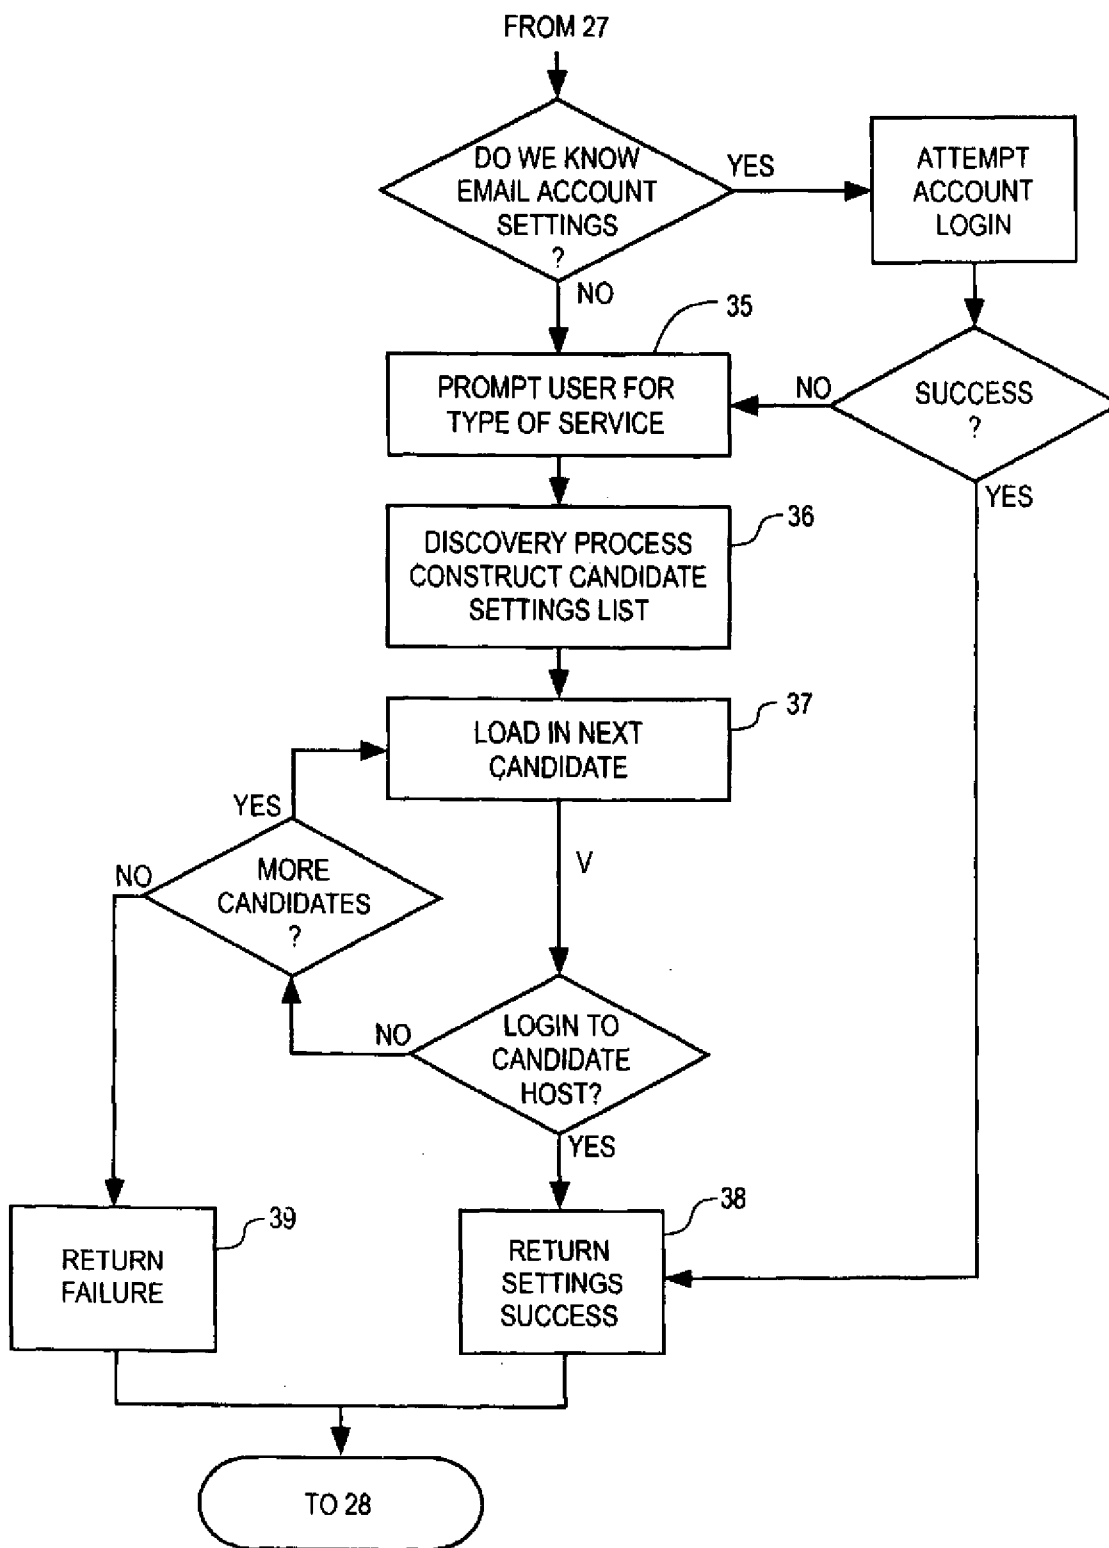 FROM 27
DO WE KNOW
EMAIL ACCOUNT
SETTINGS
?
YES
ATTEMPT
ACCOUNT
LOGIN
NO
35
PROMPT USER FOR
TYPE OF SERVICE
NO
SUCCESS
?
YES
36
DISCOVERY PROCESS
CONSTRUCT CANDIDATE
SETTINGS LIST
37
LOAD IN NEXT
CANDIDATE
YES
NO
MORE
CANDIDATES
?
V
NO
LOGIN TO
CANDIDATE
HOST?
YES
39
RETURN
FAILURE
38
RETURN
SETTINGS
SUCCESS
TO 28